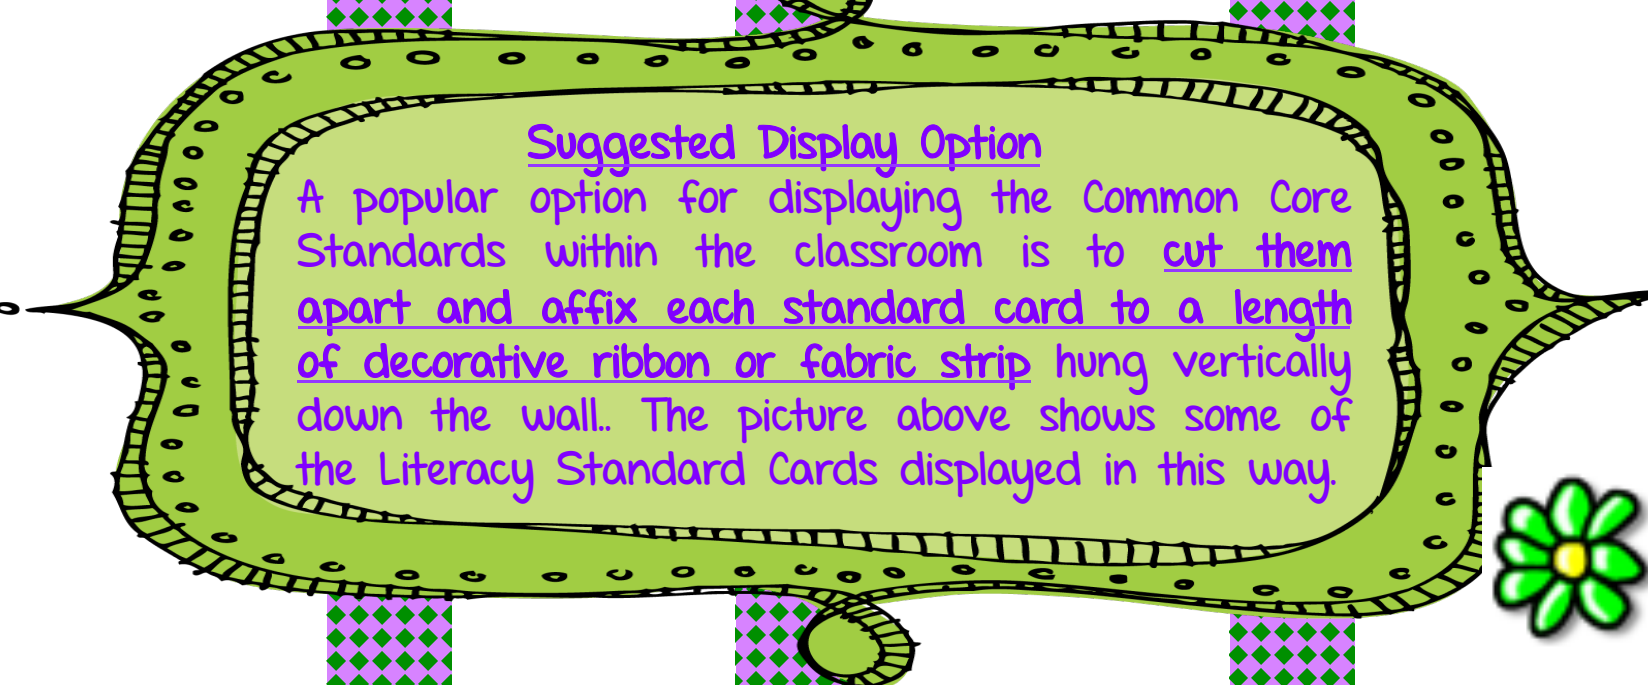 Suggested Display Option
A popular option for displaying the Common Core
Standards within the classroom is to cut them
apart and affix each standard card to a length
of decorative ribbon or fabric strip hung vertically
down the wall.. The picture above shows some of
the Literacy Standard Cards displayed in this way.